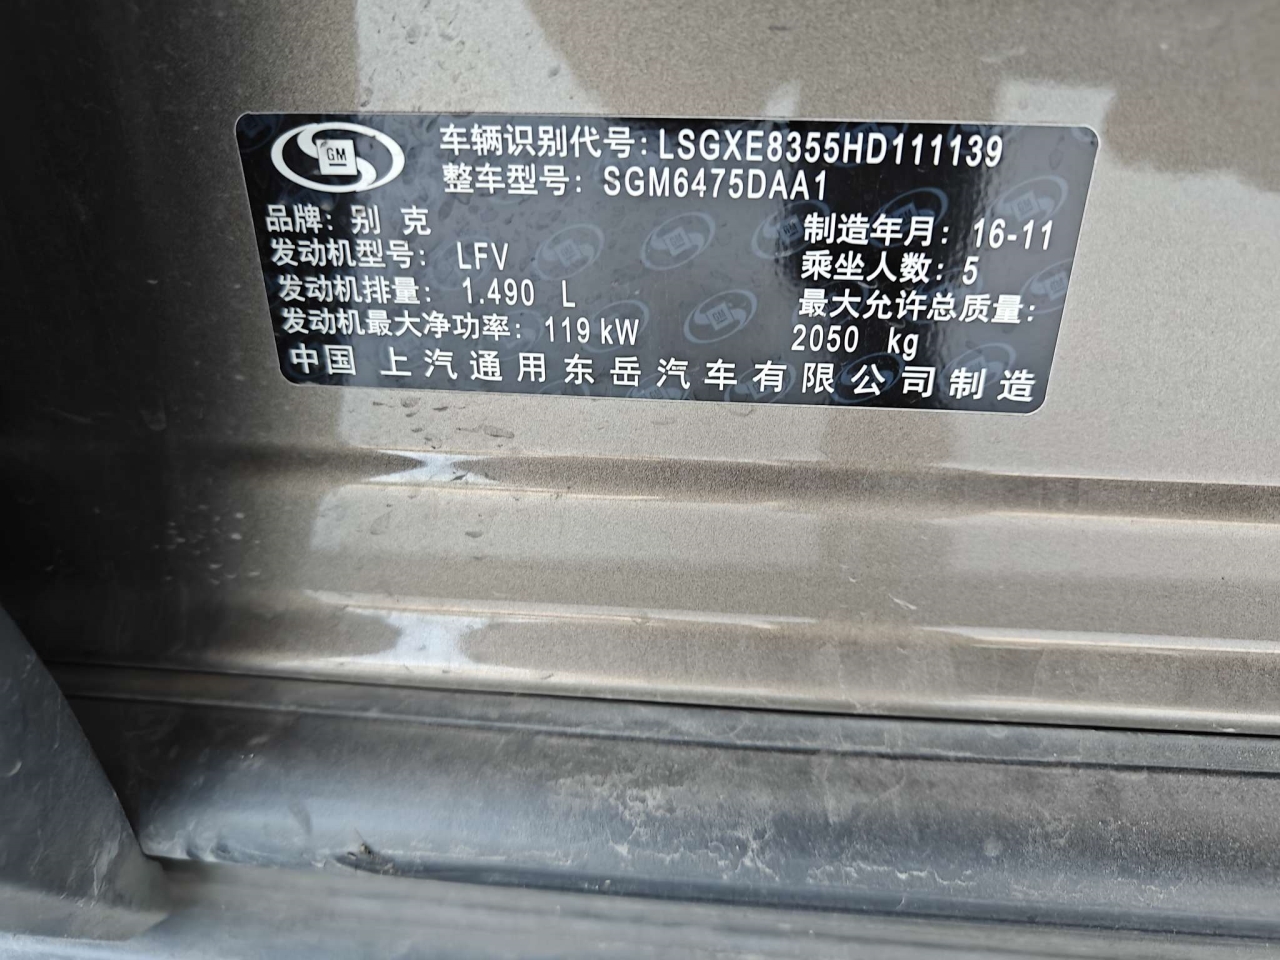 GM
车辆识别代号: LSGXE8355HD111139
整车型号: SGM6475DAA1
品牌: 别 克
制造年月: 16-11
发动机型号: LFV
乘坐人数: 5
发动机排量: 1.490 L
最大允许总质量:
发动机最大净功率: 119 kW
2050 kg
中国 上汽通用东岳汽车有限公司制造